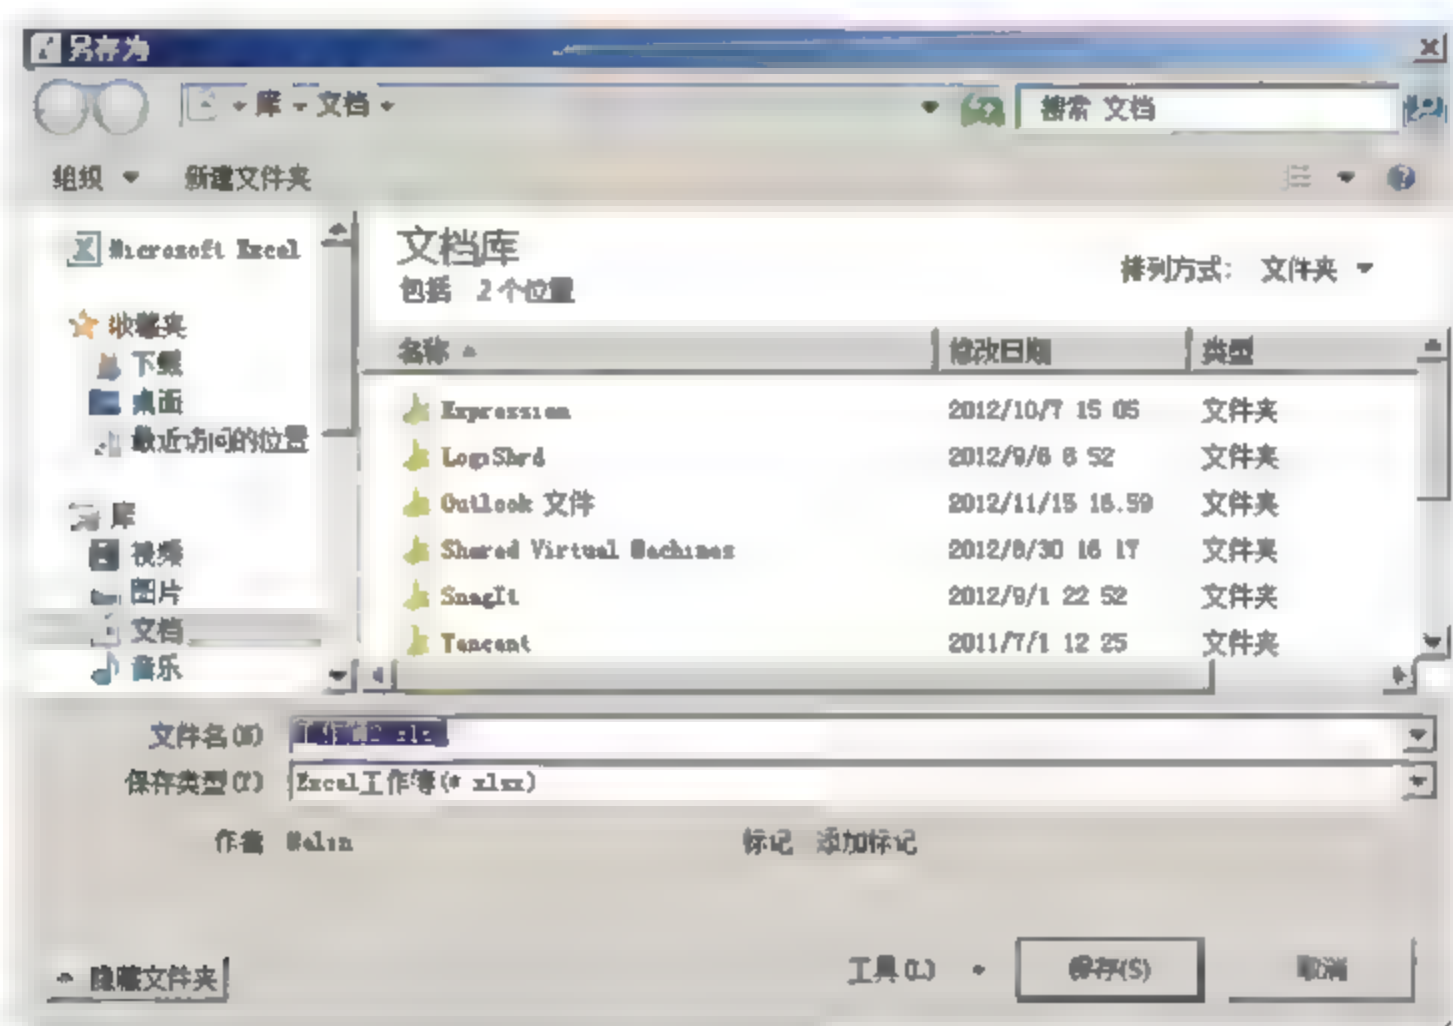 另存为
库 文档
搜索 文档
组织 新建文件夹
Microsoft Excel
收藏夹
下载
桌面
最近访问的位置
库
视频
图片
文档
音乐
文档库
包括 2个位置
排列方式: 文件夹
名称 修改日期 类型
Expression 2012/10/7 15 05 文件夹
LogiShrd 文件夹
Outlook 文件 2012/11/15 16.59 文件夹
Shared Virtual Machines 2012/8/30 16 17 文件夹
SnagIt 2012/9/1 22 52 文件夹
Tencent 2011/7/1 12 25 文件夹
文件名(N)
保存类型(T) Excel工作簿(* xlsx)
作者
标记 添加标记
隐藏文件夹
工具(L) 保存(S) 取消